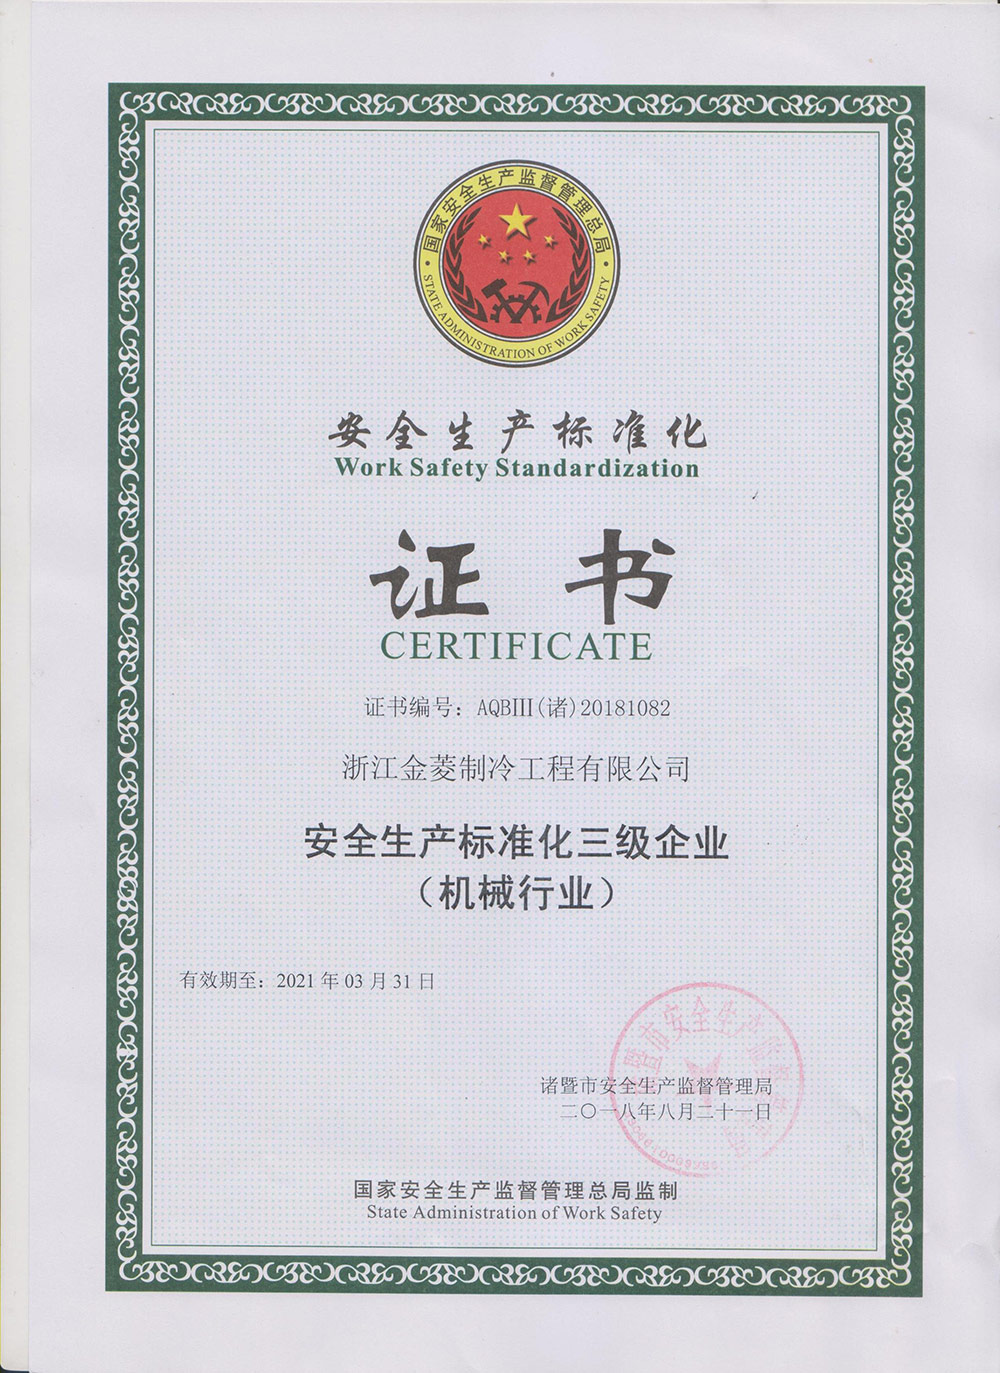 国家安全生产监督管理总局
STATE ADMINISTRATION OF WORK SAFETY
安全生产标准化
Work Safety Standardization
证书
CERTIFICATE
证书编号：AQBⅢ(诸)20181082
浙江金菱制冷工程有限公司
安全生产标准化三级企业
（机械行业）
有效期至：2021年03月31日
诸暨市安全生产监督管理局
二〇一八年八月二十一日
国家安全生产监督管理总局监制
State Administration of Work Safety